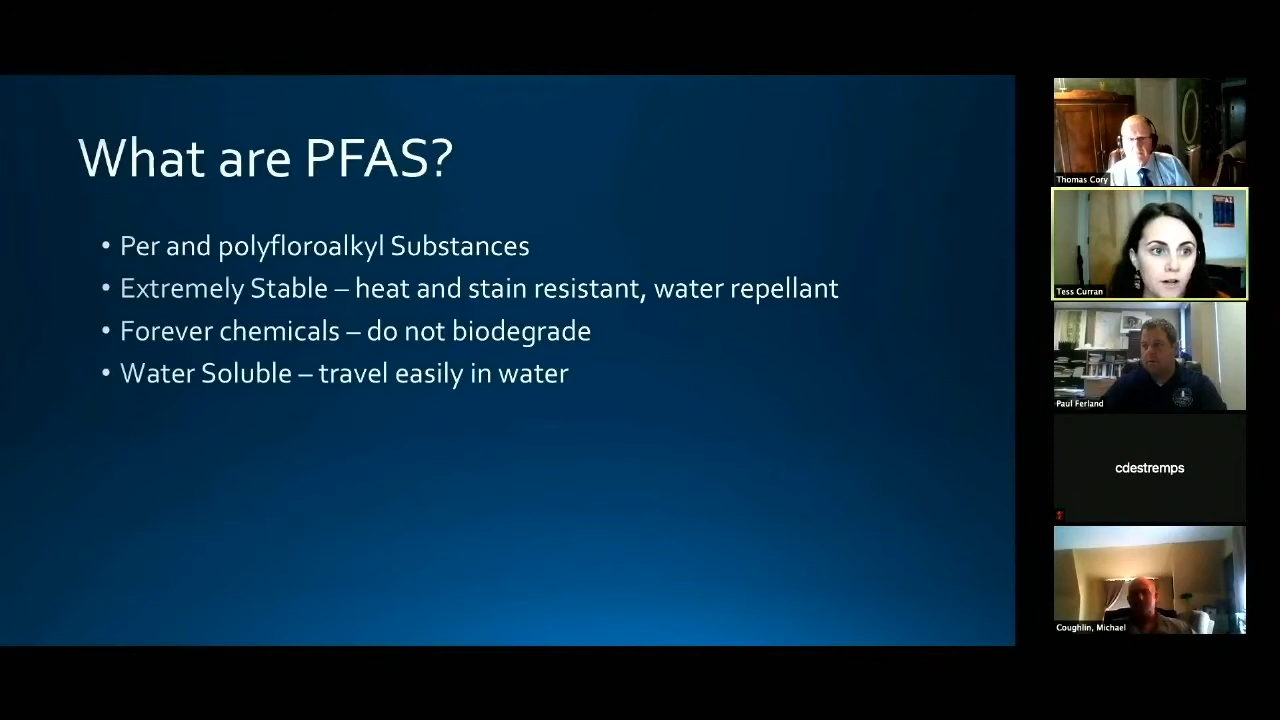 What are PFAS?
• Per and polyfloroalkyl Substances
• Extremely Stable – heat and stain resistant, water repellant
• Forever chemicals – do not biodegrade
• Water Soluble – travel easily in water
Thomas Cory
Tess Curran
Paul Ferland
cdestremps
Coughlin, Michael